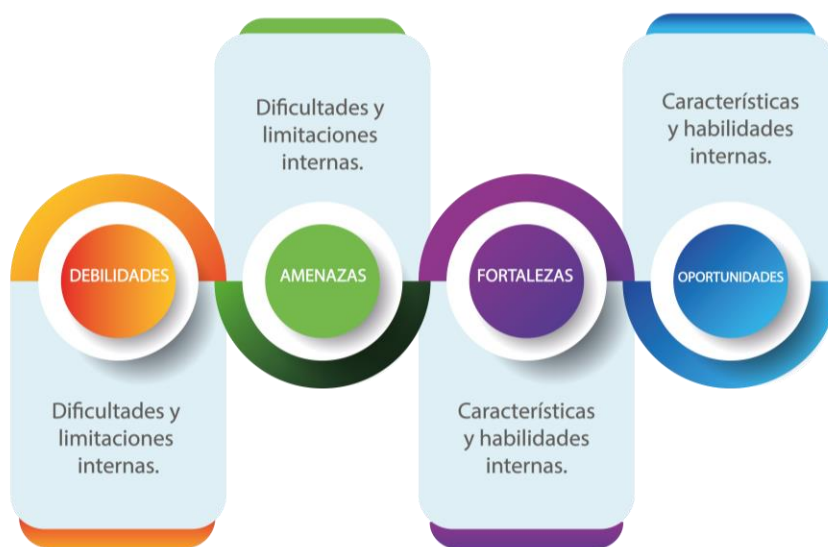 DEBILIDADES
Dificultades y
limitaciones
internas.
AMENAZAS
Dificultades y
limitaciones
internas.
FORTALEZAS
Características
y habilidades
internas.
OPORTUNIDADES
Características
y habilidades
internas.